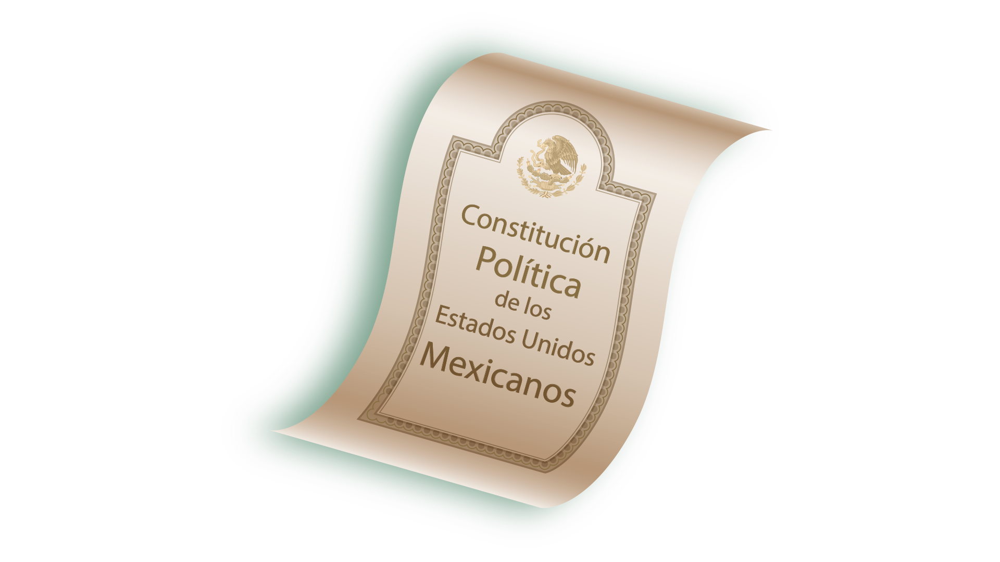 Constitución
Política
de los
Estados Unidos
Mexicanos